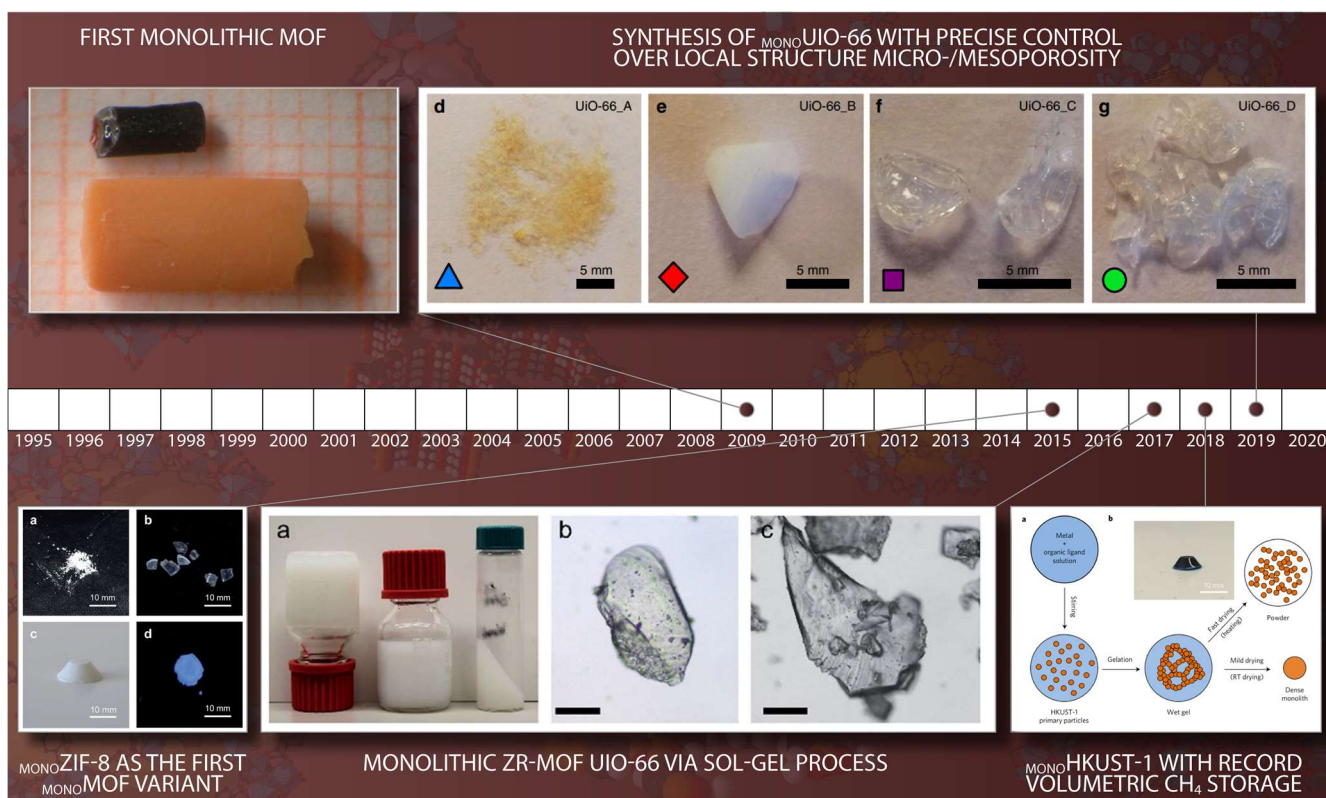 FIRST MONOLITHIC MOF
SYNTHESIS OF MONOUIO-66 WITH PRECISE CONTROL
OVER LOCAL STRUCTURE MICRO-/MESOPOROSITY
d
UiO-66_A
5 mm
e
UiO-66_B
5 mm
f
UiO-66_C
5 mm
g
UiO-66_D
5 mm
1995 1996 1997 1998 1999 2000 2001 2002 2003 2004 2005 2006 2007 2008 2009 2010 2011 2012 2013 2014 2015 2016 2017 2018 2019 2020
a
10 mm
b
10 mm
c
10 mm
d
10 mm
a
b
c
a
b
Metal
+
organic ligand
solution
10 mm
Stirring
Fast drying
(heating)
Powder
Gelation
Mild drying
(RT drying)
HKUST-1
primary particles
Wet gel
Dense
monolith
MONOZIF-8 AS THE FIRST
MONOMOF VARIANT
MONOLITHIC ZR-MOF UIO-66 VIA SOL-GEL PROCESS
MONOHKUST-1 WITH RECORD
VOLUMETRIC CH₄ STORAGE